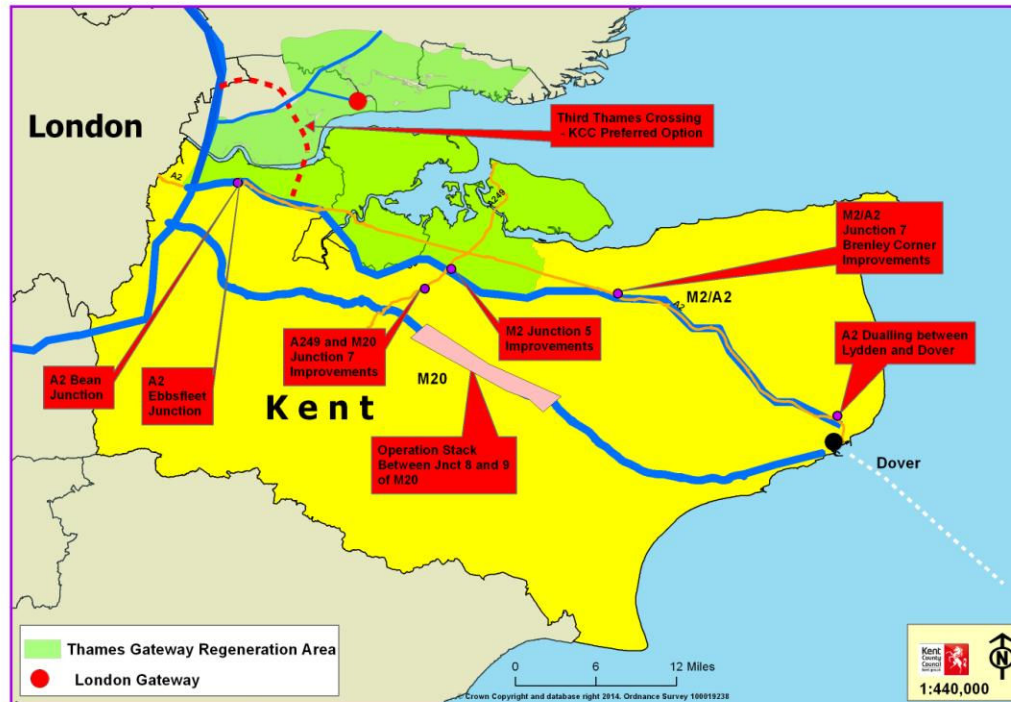 London
Third Thames Crossing
- KCC Preferred Option
A2
A249
M2/A2
Junction 7
Brenley Corner
Improvements
M2/A2
A2
A2 Dualling between
Lydden and Dover
M2 Junction 5
Improvements
A249 and M20
Junction 7
Improvements
A2 Bean
Junction
A2
Ebbsfleet
Junction
M20
Kent
Operation Stack
Between Jnct 8 and 9
of M20
Dover
Thames Gateway Regeneration Area
London Gateway
0 6 12 Miles
Crown Copyright and database right 2014. Ordnance Survey 100019238
Kent
County
Council
N
1:440,000